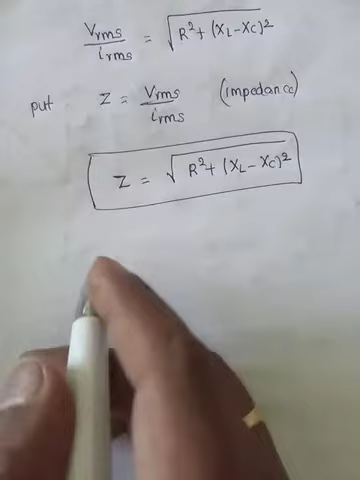 Vrms/irms = √R²+(XL-XC)²
put Z = Vrms/irms (impedance)
Z = √R²+(XL-XC)²